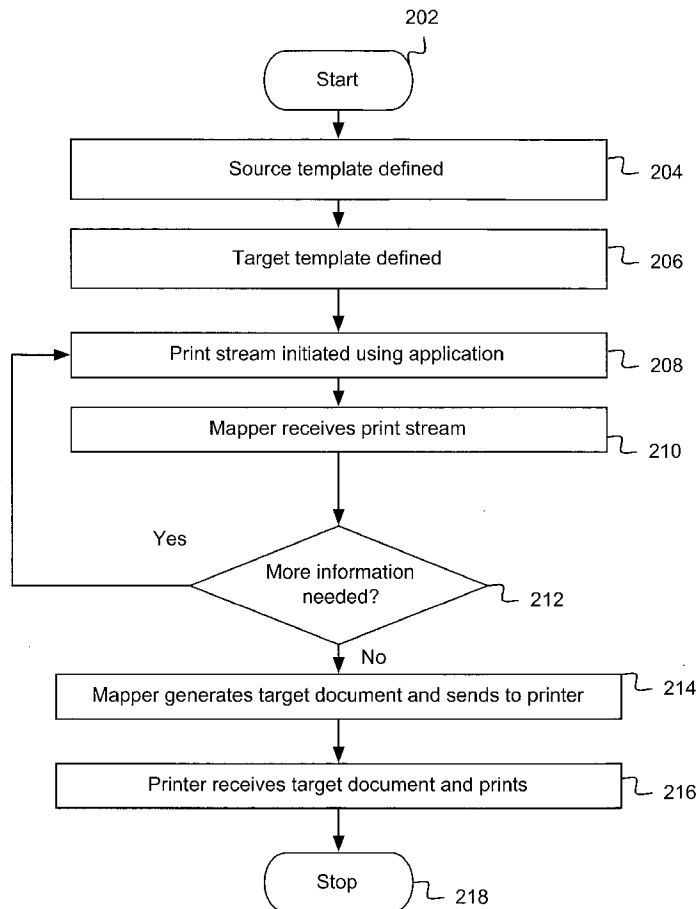 202
Start
Source template defined
204
Target template defined
206
Print stream initiated using application
208
Mapper receives print stream
210
Yes
More information
needed?
212
No
Mapper generates target document and sends to printer
214
Printer receives target document and prints
216
Stop
218